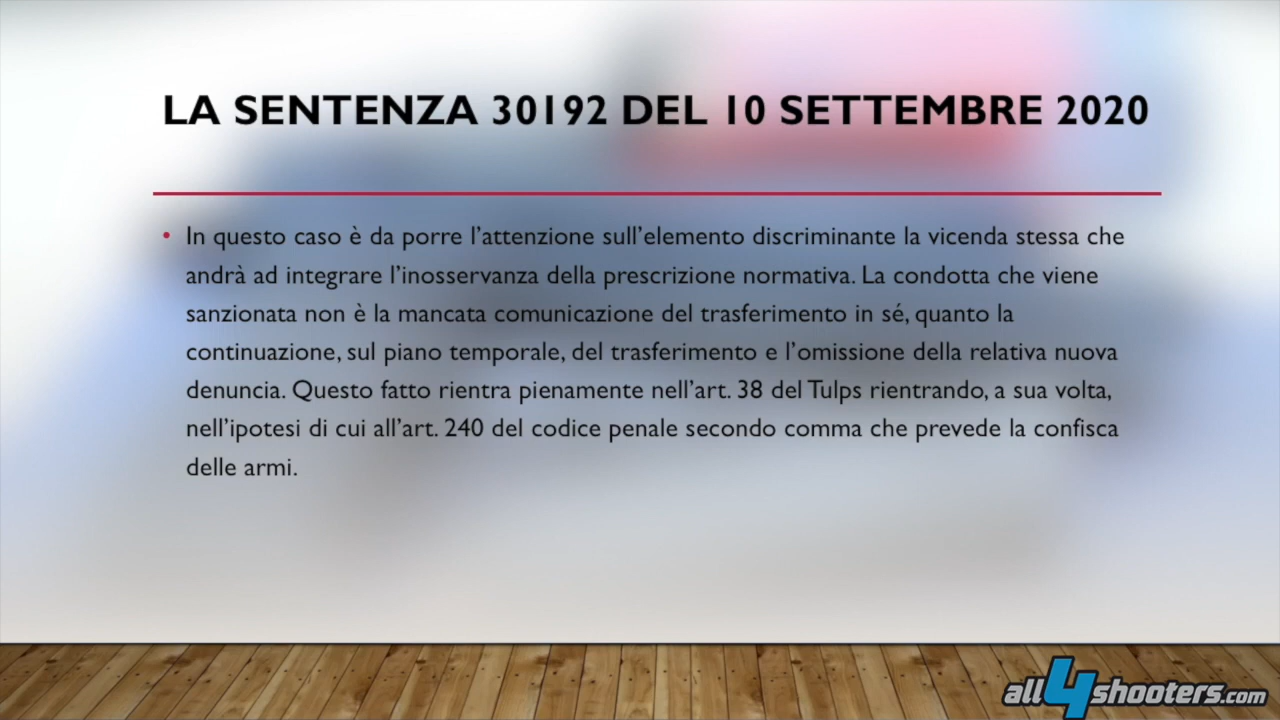 LA SENTENZA 30192 DEL 10 SETTEMBRE 2020
• In questo caso è da porre l'attenzione sull'elemento discriminante la vicenda stessa che
andrà ad integrare l'inosservanza della prescrizione normativa. La condotta che viene
sanzionata non è la mancata comunicazione del trasferimento in sé, quanto la
continuazione, sul piano temporale, del trasferimento e l'omissione della relativa nuova
denuncia. Questo fatto rientra pienamente nell'art. 38 del Tulps rientrando, a sua volta,
nell'ipotesi di cui all'art. 240 del codice penale secondo comma che prevede la confisca
delle armi.
all4shooters.com